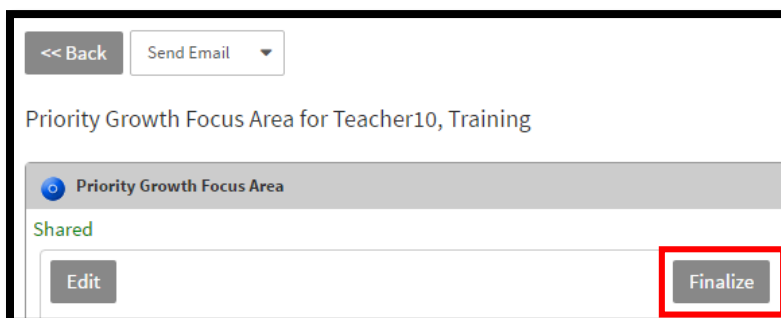 << Back Send Email
Priority Growth Focus Area for Teacher10, Training
Priority Growth Focus Area
Shared
Edit Finalize